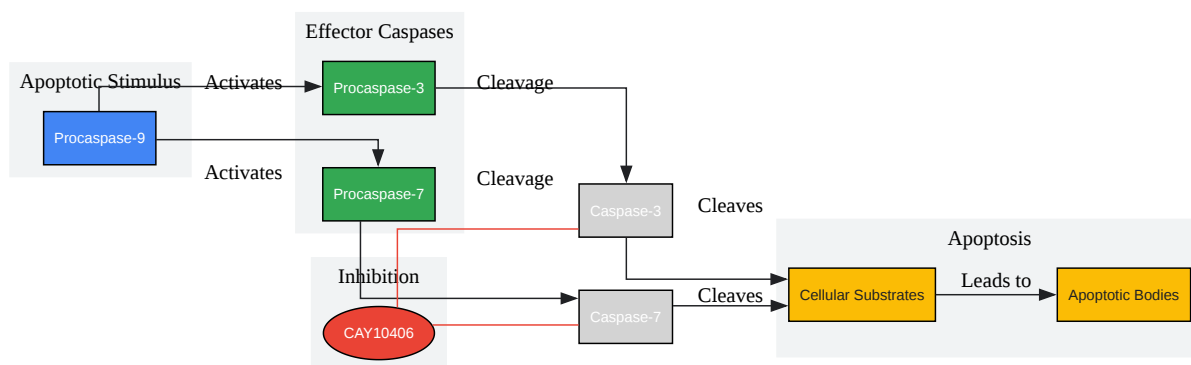 Effector Caspases
Apoptotic Stimulus
Activates
Procaspase-3
Cleavage
Procaspase-9
Activates
Procaspase-7
Cleavage
Caspase-3
Cleaves
Apoptosis
Inhibition
Cellular Substrates
Leads to
Apoptotic Bodies
CAY10406
Caspase-7
Cleaves